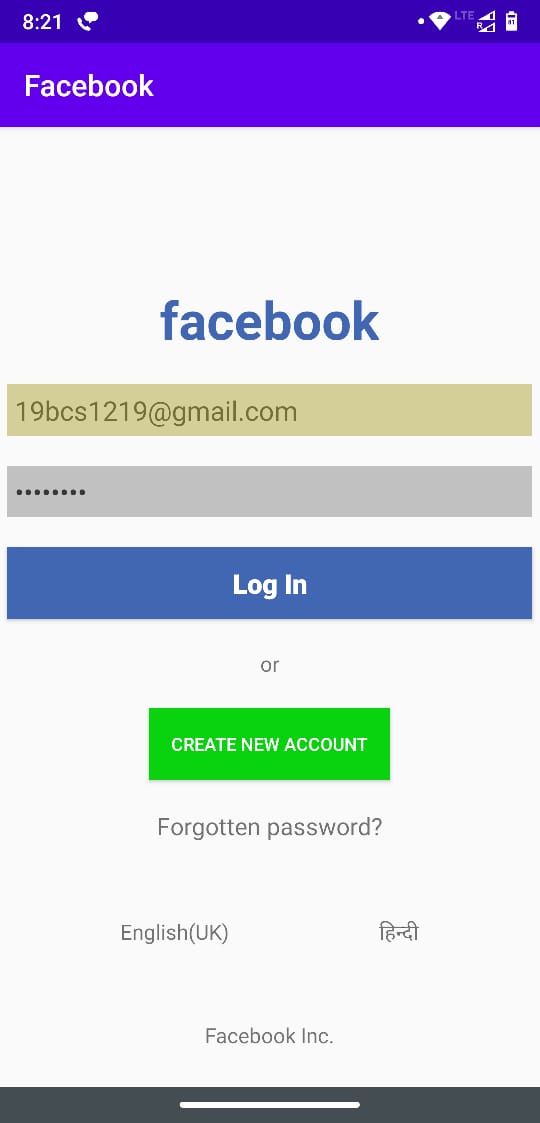 8:21
LTE
R
Facebook
facebook
19bcs1219@gmail.com
••••••••
Log In
or
CREATE NEW ACCOUNT
Forgotten password?
English(UK) हिन्दी
Facebook Inc.